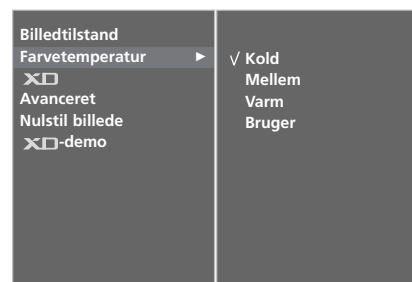 Billedtilstand
Farvetemperatur ►
XD
Avanceret
Nulstil billede
XD-demo
√ Kold
Mellem
Varm
Bruger